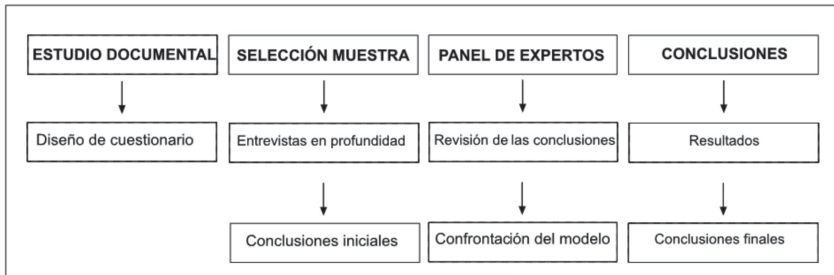 ESTUDIO DOCUMENTAL
SELECCIÓN MUESTRA
PANEL DE EXPERTOS
CONCLUSIONES
Diseño de cuestionario
Entrevistas en profundidad
Revisión de las conclusiones
Resultados
Conclusiones iniciales
Confrontación del modelo
Conclusiones finales